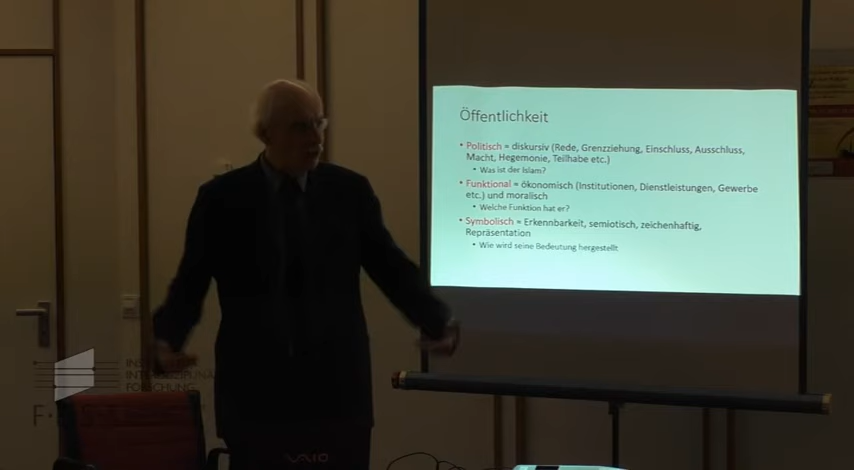 Öffentlichkeit
• Politisch = diskursiv (Rede, Grenzziehung, Einschluss, Ausschluss,
Macht, Hegemonie, Teilhabe etc.)
• Was ist der Islam?
• Funktional = ökonomisch (Institutionen, Dienstleistungen, Gewerbe
etc.) und moralisch
• Welche Funktion hat er?
• Symbolisch = Erkennbarkeit, semiotisch, zeichenhaftig,
Repräsentation
• Wie wird seine Bedeutung hergestellt
FORSCHUNG
VAIO